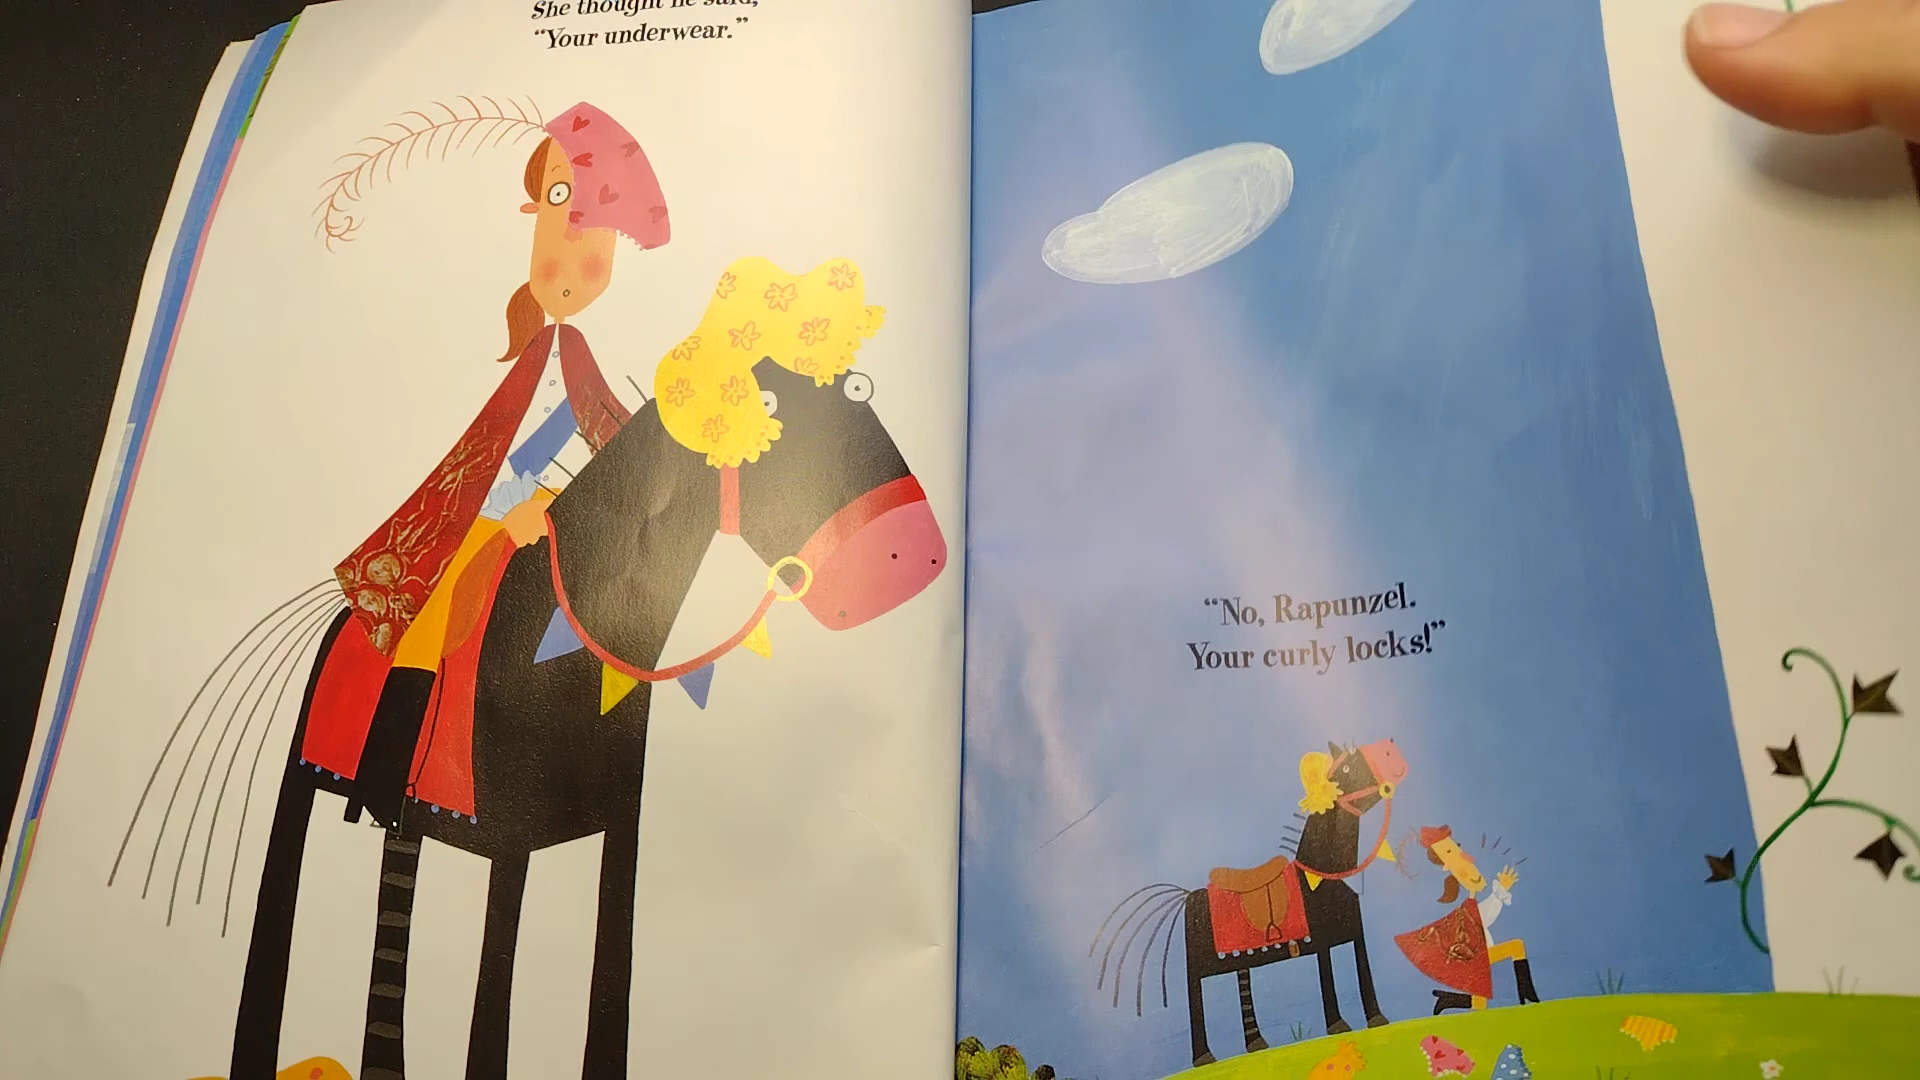 She thought he said,
“Your underwear.”
“No, Rapunzel.
Your curly locks!”